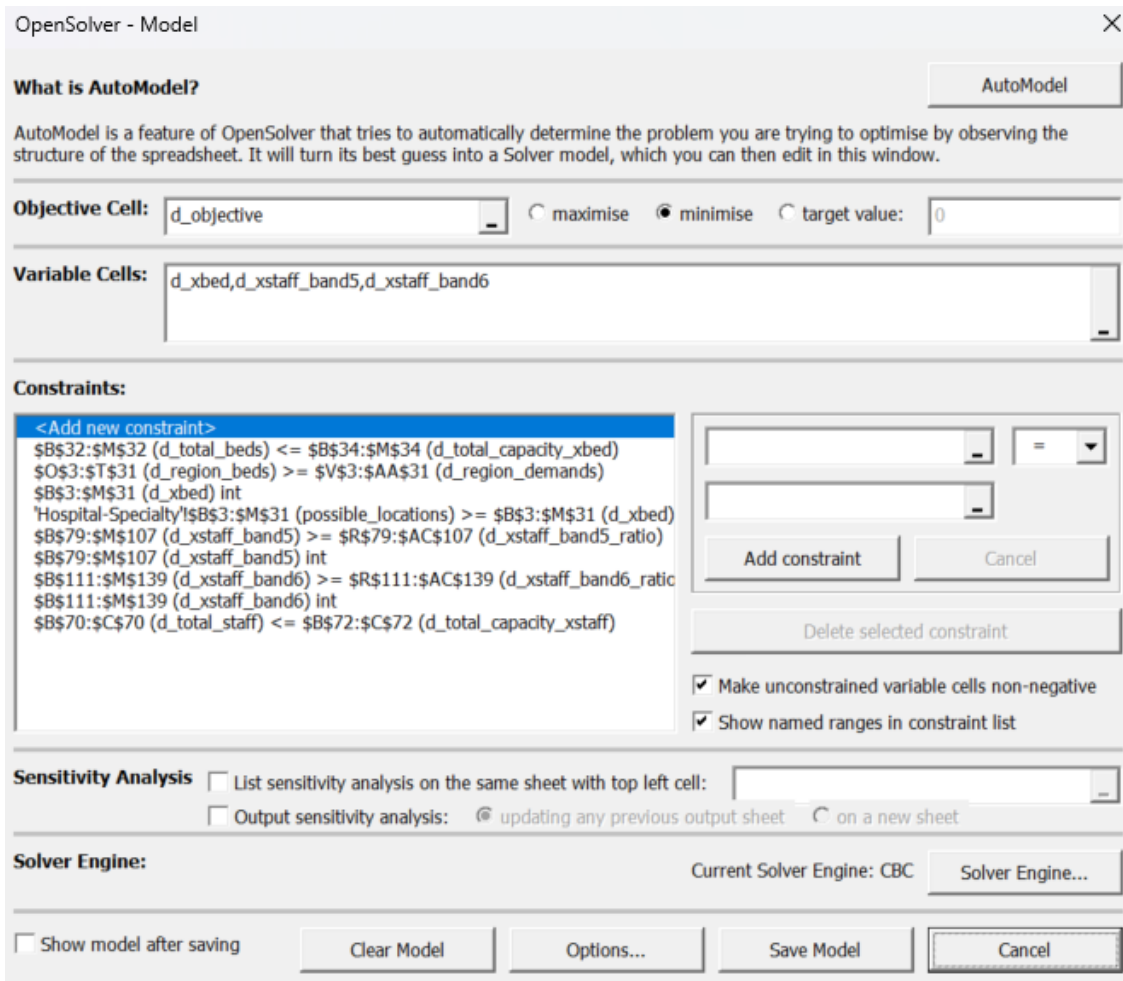 OpenSolver - Model
What is AutoModel?
AutoModel
AutoModel is a feature of OpenSolver that tries to automatically determine the problem you are trying to optimise by observing the
structure of the spreadsheet. It will turn its best guess into a Solver model, which you can then edit in this window.
Objective Cell: d_objective maximise minimise target value: 0
Variable Cells: d_xbed,d_xstaff_band5,d_xstaff_band6
Constraints:
<Add new constraint>
$B$32:$M$32 (d_total_beds) <= $B$34:$M$34 (d_total_capacity_xbed)
$O$3:$T$31 (d_region_beds) >= $V$3:$AA$31 (d_region_demands)
$B$3:$M$31 (d_xbed) int
'Hospital-Specialty'!$B$3:$M$31 (possible_locations) >= $B$3:$M$31 (d_xbed)
$B$79:$M$107 (d_xstaff_band5) >= $R$79:$AC$107 (d_xstaff_band5_ratio)
$B$79:$M$107 (d_xstaff_band5) int
$B$111:$M$139 (d_xstaff_band6) >= $R$111:$AC$139 (d_xstaff_band6_ratio
$B$111:$M$139 (d_xstaff_band6) int
$B$70:$C$70 (d_total_staff) <= $B$72:$C$72 (d_total_capacity_xstaff)
=
Add constraint
Cancel
Delete selected constraint
Make unconstrained variable cells non-negative
Show named ranges in constraint list
Sensitivity Analysis List sensitivity analysis on the same sheet with top left cell:
Output sensitivity analysis: updating any previous output sheet on a new sheet
Solver Engine:
Current Solver Engine: CBC
Solver Engine...
Show model after saving
Clear Model
Options...
Save Model
Cancel